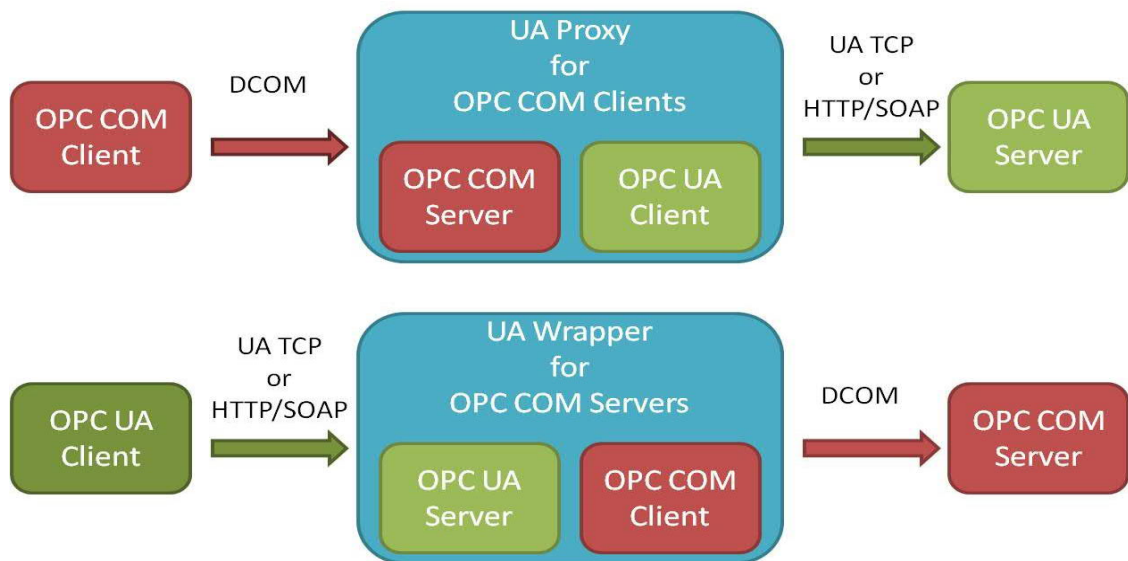 UA Proxy
for
OPC COM Clients
DCOM
UA TCP
or
HTTP/SOAP
OPC COM
Client
OPC COM
Server
OPC UA
Client
OPC UA
Server
UA Wrapper
for
OPC COM Servers
UA TCP
or
HTTP/SOAP
DCOM
OPC UA
Client
OPC UA
Server
OPC COM
Client
OPC COM
Server